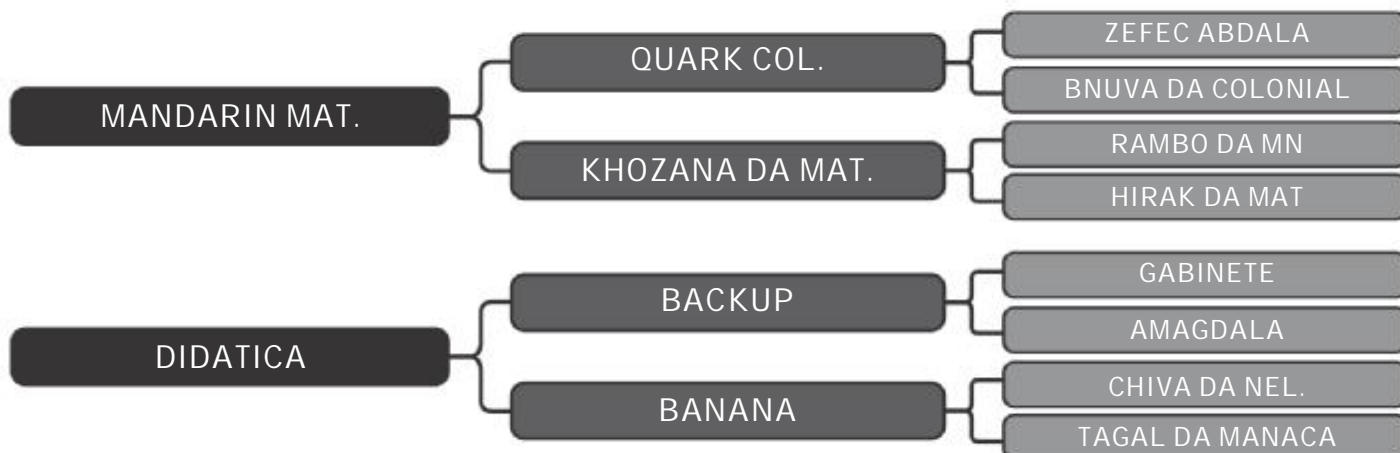 MANDARIN MAT.
QUARK COL.
ZEFEC ABDALA
BNUVA DA COLONIAL
KHOZANA DA MAT.
RAMBO DA MN
HIRAK DA MAT
DIDATICA
BACKUP
GABINETE
AMAGDALA
BANANA
CHIVA DA NEL.
TAGAL DA MANACA